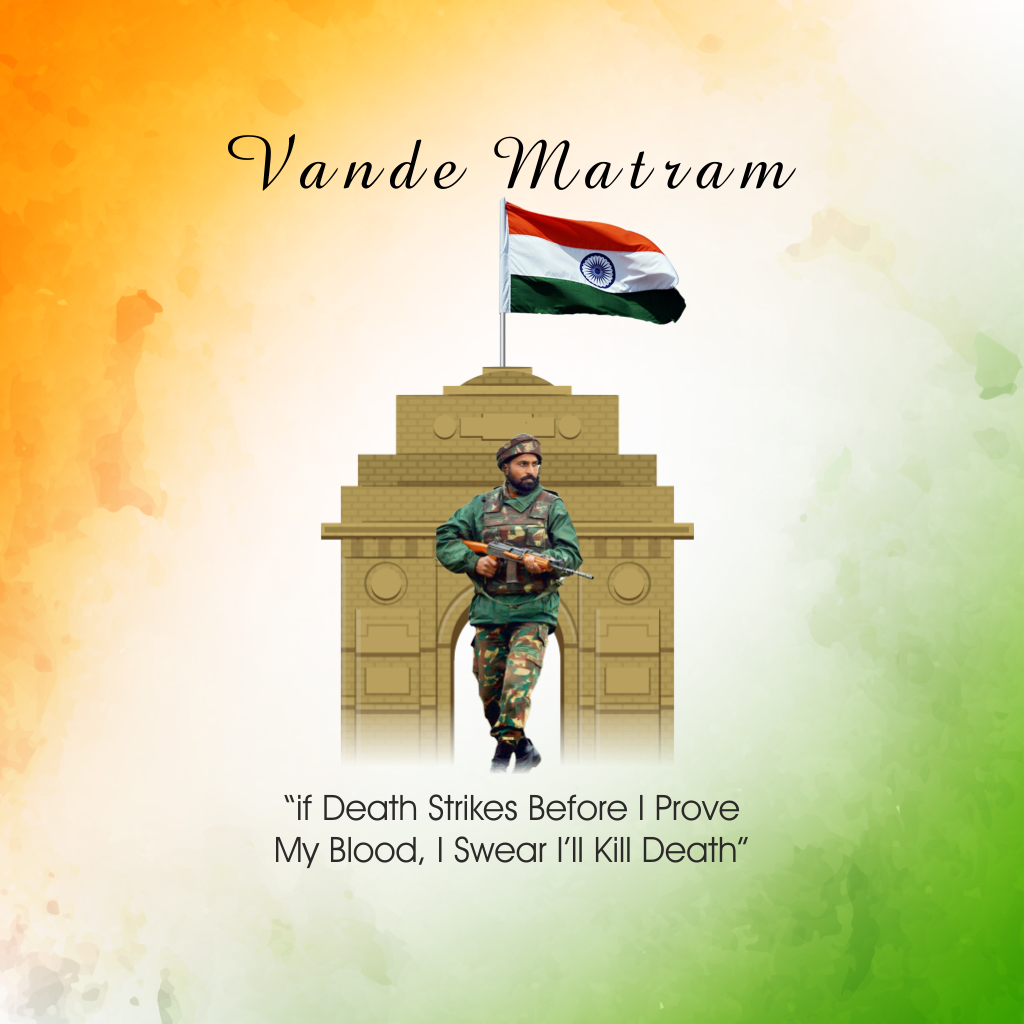 Vande Matram
“if Death Strikes Before I Prove
My Blood, I Swear I’ll Kill Death”